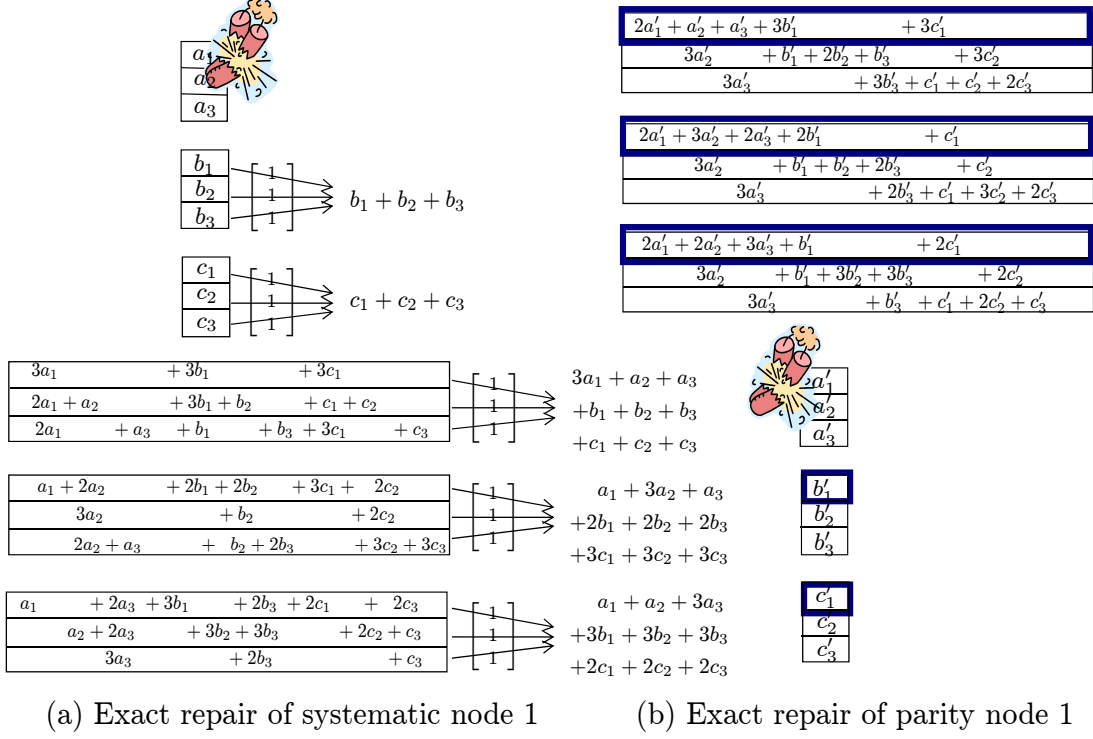 a₁
a₂
a₃
b₁
b₂
b₃
[1 1 1]
b₁ + b₂ + b₃
c₁
c₂
c₃
[1 1 1]
c₁ + c₂ + c₃
3a₁ + 3b₁ + 3c₁
2a₁ + a₂ + 3b₁ + b₂ + c₁ + c₂
2a₁ + a₃ + b₁ + b₃ + 3c₁ + c₃
[1 1 1]
3a₁ + a₂ + a₃
+b₁ + b₂ + b₃
+c₁ + c₂ + c₃
a₁ + 2a₂ + 2b₁ + 2b₂ + 3c₁ + 2c₂
3a₂ + b₂ + 2c₂
2a₂ + a₃ + b₂ + 2b₃ + 3c₂ + 3c₃
[1 1 1]
a₁ + 3a₂ + a₃
+2b₁ + 2b₂ + 2b₃
+3c₁ + 3c₂ + 3c₃
a₁ + 2a₃ + 3b₁ + 2b₃ + 2c₁ + 2c₃
a₂ + 2a₃ + 3b₂ + 3b₃ + 2c₂ + c₃
3a₃ + 2b₃ + c₃
[1 1 1]
a₁ + a₂ + 3a₃
+3b₁ + 3b₂ + 3b₃
+2c₁ + 2c₂ + 2c₃
(a) Exact repair of systematic node 1
2a′₁ + a′₂ + a′₃ + 3b′₁ + 3c′₁
3a′₂ + b′₁ + 2b′₂ + b′₃ + 3c′₂
3a′₃ + 3b′₃ + c′₁ + c′₂ + 2c′₃
2a′₁ + 3a′₂ + 2a′₃ + 2b′₁ + c′₁
3a′₂ + b′₁ + b′₂ + 2b′₃ + c′₂
3a′₃ + 2b′₃ + c′₁ + 3c′₂ + 2c′₃
2a′₁ + 2a′₂ + 3a′₃ + b′₁ + 2c′₁
3a′₂ + b′₁ + 3b′₂ + 3b′₃ + 2c′₂
3a′₃ + b′₃ + c′₁ + 2c′₂ + c′₃
a′₁
a′₂
a′₃
b′₁
b′₂
b′₃
c′₁
c′₂
c′₃
(b) Exact repair of parity node 1